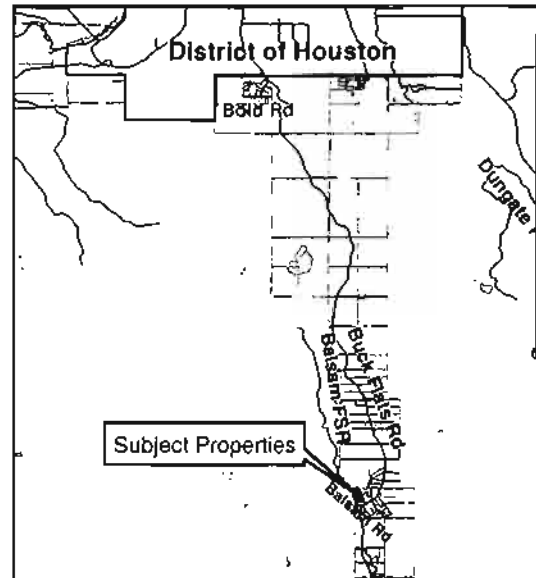 District of Houston
Bold Rd
Dungate
Balsam FSR
Buck Flats Rd
Subject Properties
Balsam Rd